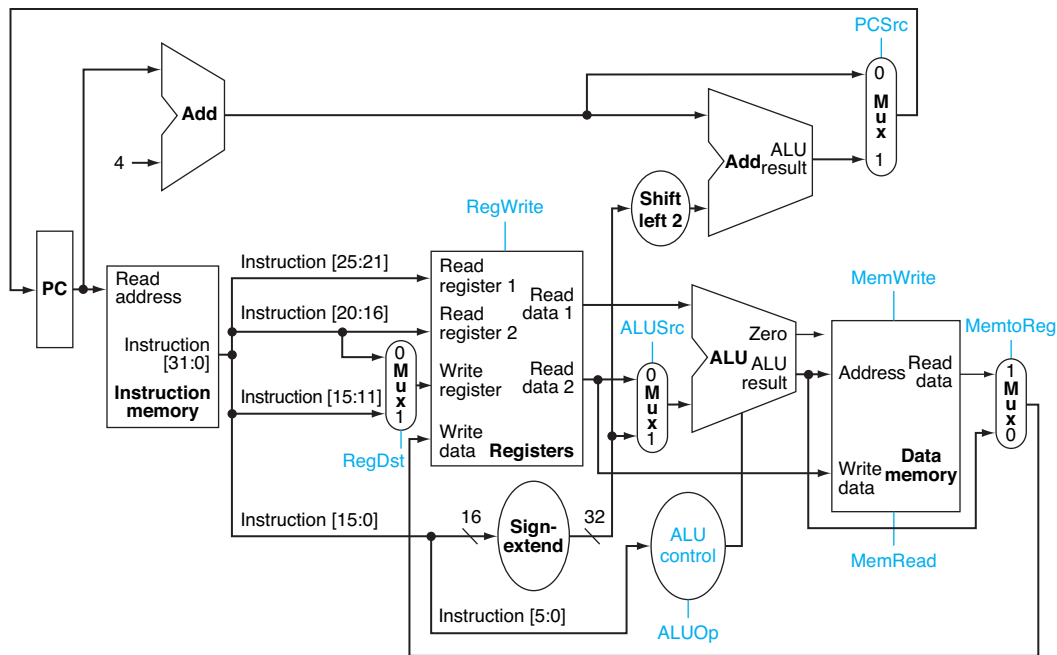 PCSrc
0
M
u
x
1
Add
4
Add
ALU
result
Shift
left 2
RegWrite
PC
Read
address
Instruction
[31:0]
Instruction
memory
Instruction [25:21]
Instruction [20:16]
Instruction [15:11]
0
M
u
x
1
RegDst
Read
register 1
Read
register 2
Write
register
Write
data
Read
data 1
Read
data 2
Registers
ALUSrc
0
M
u
x
1
Zero
ALU
ALU
result
MemWrite
Address
Read
data
Write
data
Data
memory
MemRead
MemtoReg
1
M
u
x
0
Instruction [15:0]
16
Sign-
extend
32
ALU
control
Instruction [5:0]
ALUOp